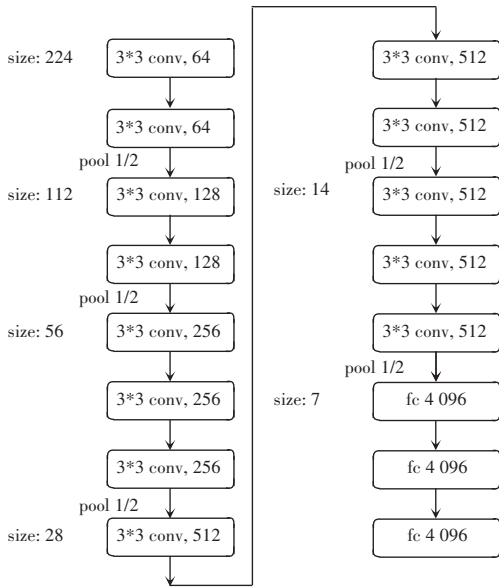 size: 224
3*3 conv, 64
3*3 conv, 64
pool 1/2
size: 112
3*3 conv, 128
3*3 conv, 128
pool 1/2
size: 56
3*3 conv, 256
3*3 conv, 256
3*3 conv, 256
pool 1/2
size: 28
3*3 conv, 512
3*3 conv, 512
3*3 conv, 512
pool 1/2
size: 14
3*3 conv, 512
3*3 conv, 512
3*3 conv, 512
pool 1/2
size: 7
fc 4 096
fc 4 096
fc 4 096